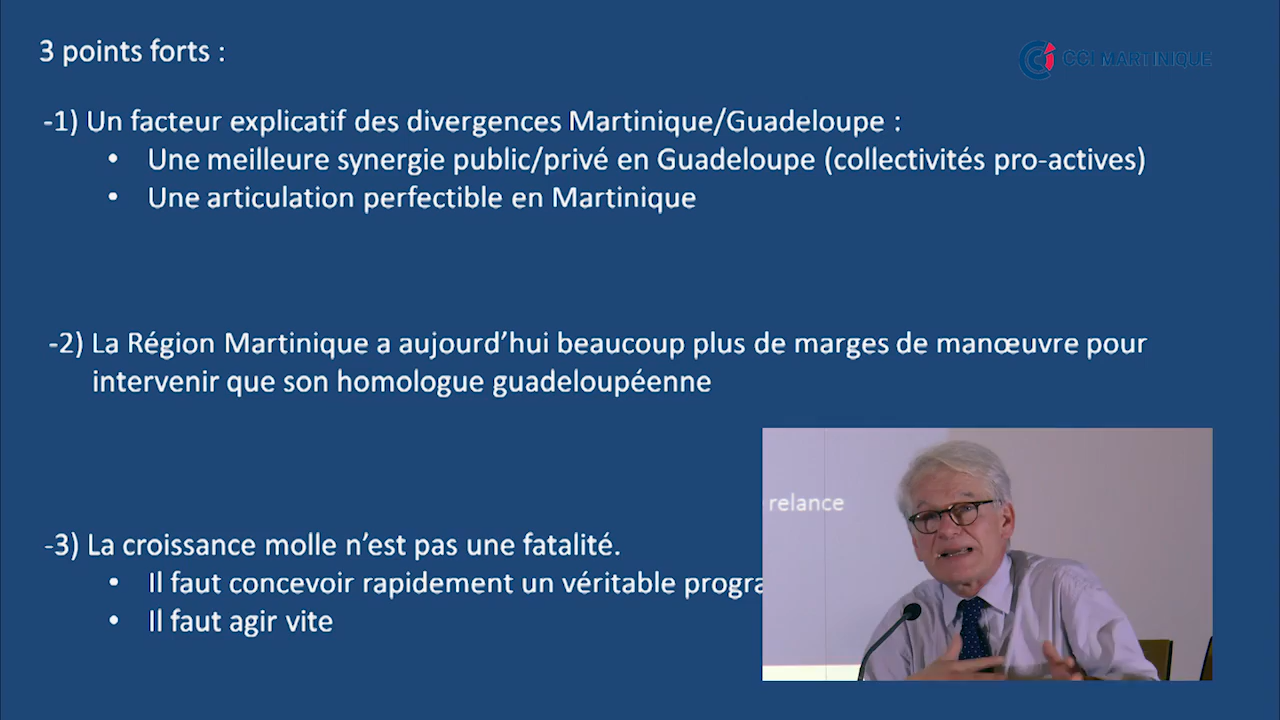 3 points forts :
CCI MARTINIQUE
-1) Un facteur explicatif des divergences Martinique/Guadeloupe :
• Une meilleure synergie public/privé en Guadeloupe (collectivités pro-actives)
• Une articulation perfectible en Martinique
-2) La Région Martinique a aujourd’hui beaucoup plus de marges de manœuvre pour
intervenir que son homologue guadeloupéenne
relance
-3) La croissance molle n’est pas une fatalité.
• Il faut concevoir rapidement un véritable progra
• Il faut agir vite